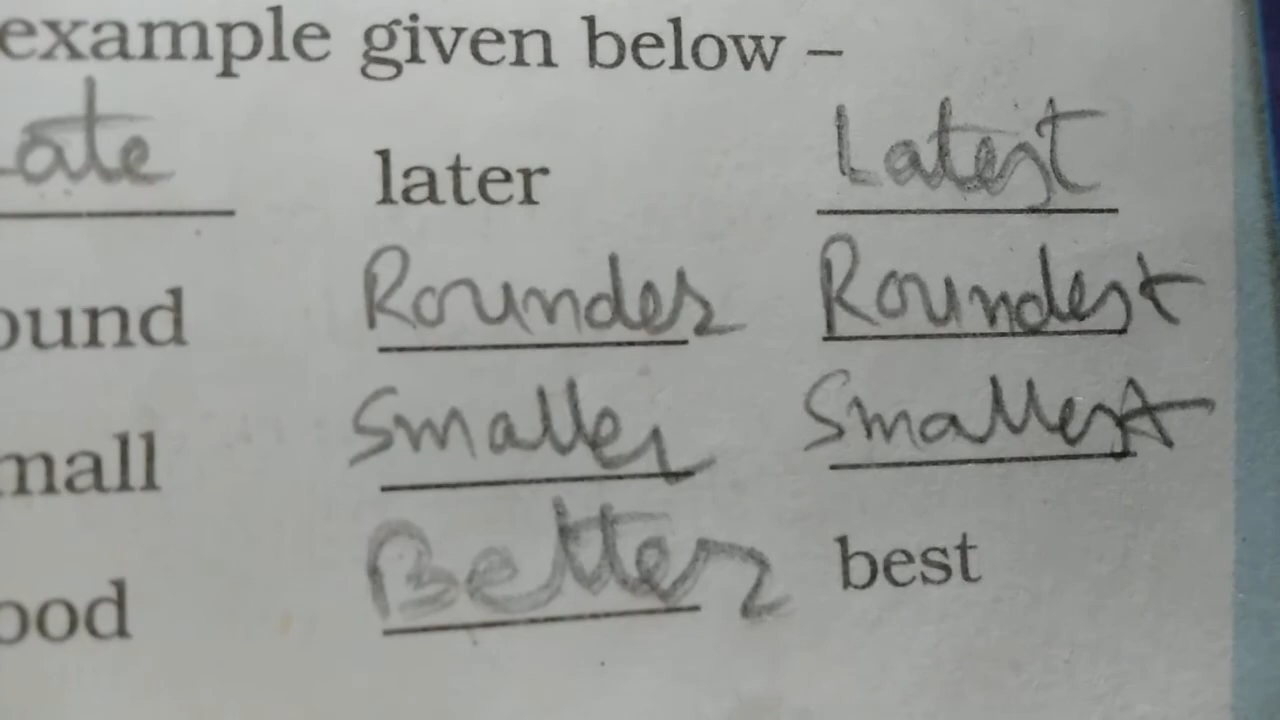 example given below –
ate later Latest
ound Rounder Roundest
mall Smaller Smallest
ood Better best